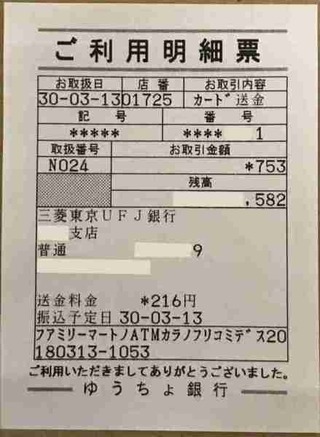 ご利用明細票
お取扱日 店番 お取引内容
30-03-13 01725 カード送金
記号 番号
***** **** 1
取扱番号 お取引金額
N024 *753
残高
,582
三菱東京UFJ銀行
支店
普通 9
送金料金 *216円
振込予定日 30-03-13
ファミリーマートノATMカラノフリコミデス20
180313-1053
ご利用いただきましてありがとうございました。
ゆうちょ銀行